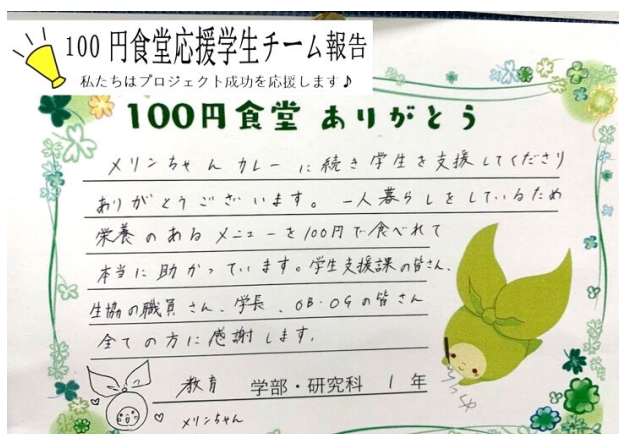 100円食堂応援学生チーム報告
私たちはプロジェクト成功を応援します♪
100円食堂 ありがとう
メリンちゃん カレーに続き学生を支援してくださり
ありがとうございます。一人暮らしをしているため
栄養のあるメニューを100円で食べれて
本当に助かっています。学生支援課の皆さん、
生協の職員さん、学長、OB・OGの皆さん
全ての方に感謝します。
教育 学部・研究科 1年
メリンちゃん